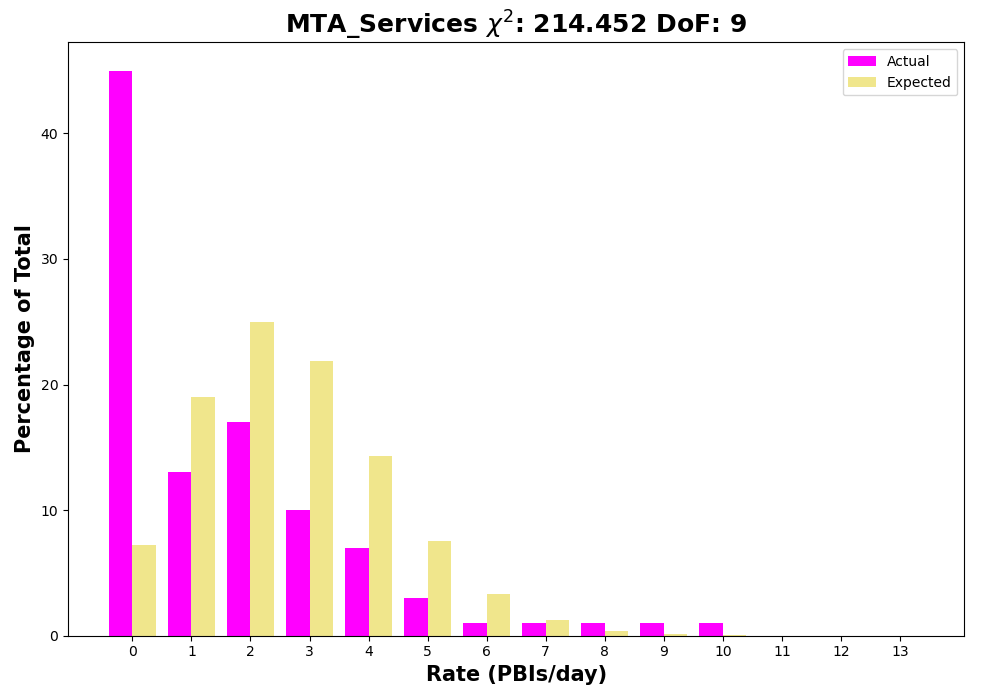 MTA_Services χ²: 214.452 DoF: 9
Actual
Expected
Percentage of Total
40
30
20
10
0
0 1 2 3 4 5 6 7 8 9 10 11 12 13
Rate (PBIs/day)